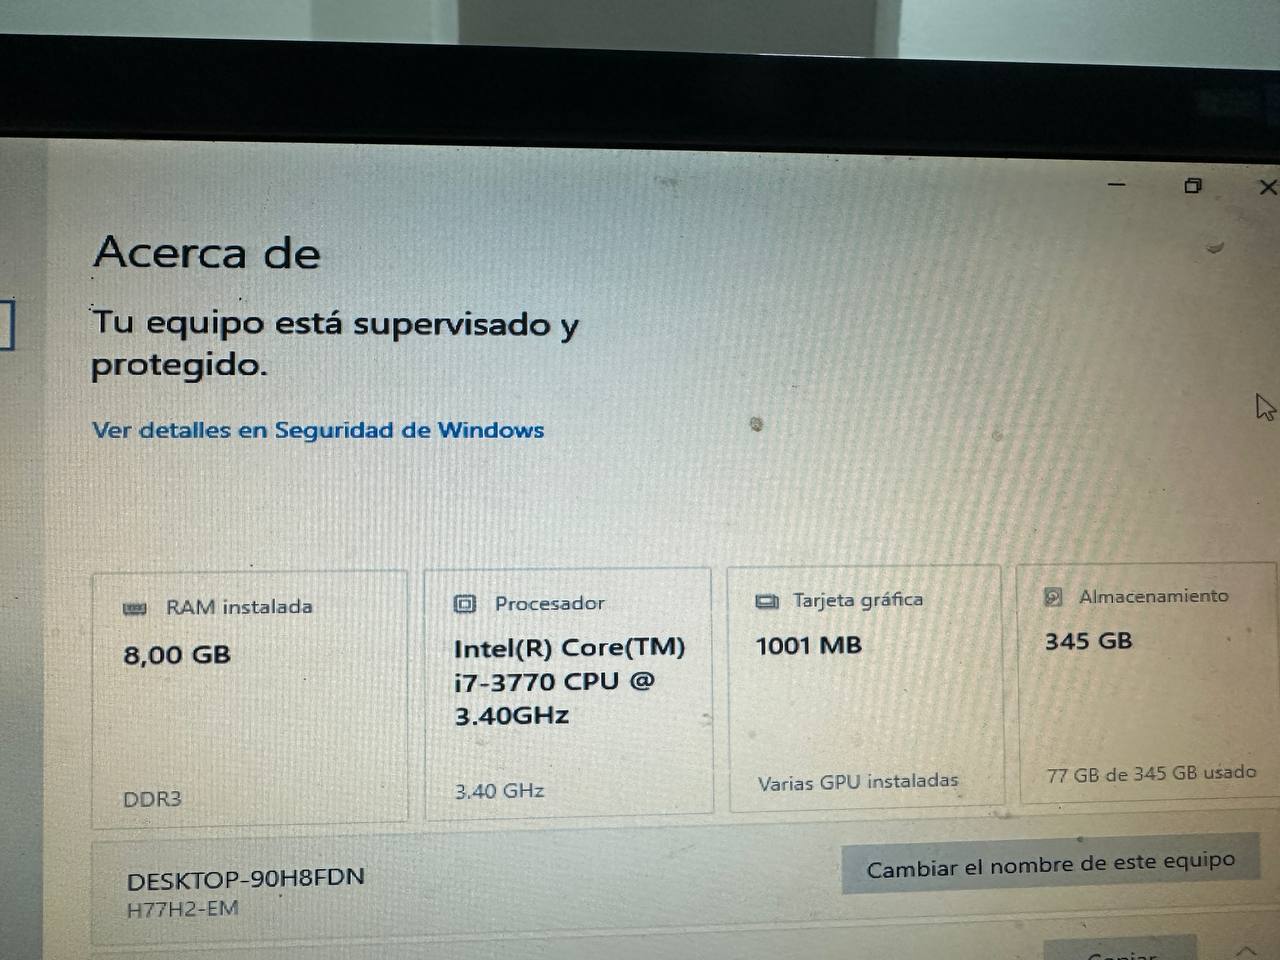 Acerca de
Tu equipo está supervisado y
protegido.
Ver detalles en Seguridad de Windows
RAM instalada
8,00 GB
DDR3
Procesador
Intel(R) Core(TM)
i7-3770 CPU @
3.40GHz
3.40 GHz
Tarjeta gráfica
1001 MB
Varias GPU instaladas
Almacenamiento
345 GB
77 GB de 345 GB usado
DESKTOP-90H8FDN
H77H2-EM
Cambiar el nombre de este equipo
Copiar